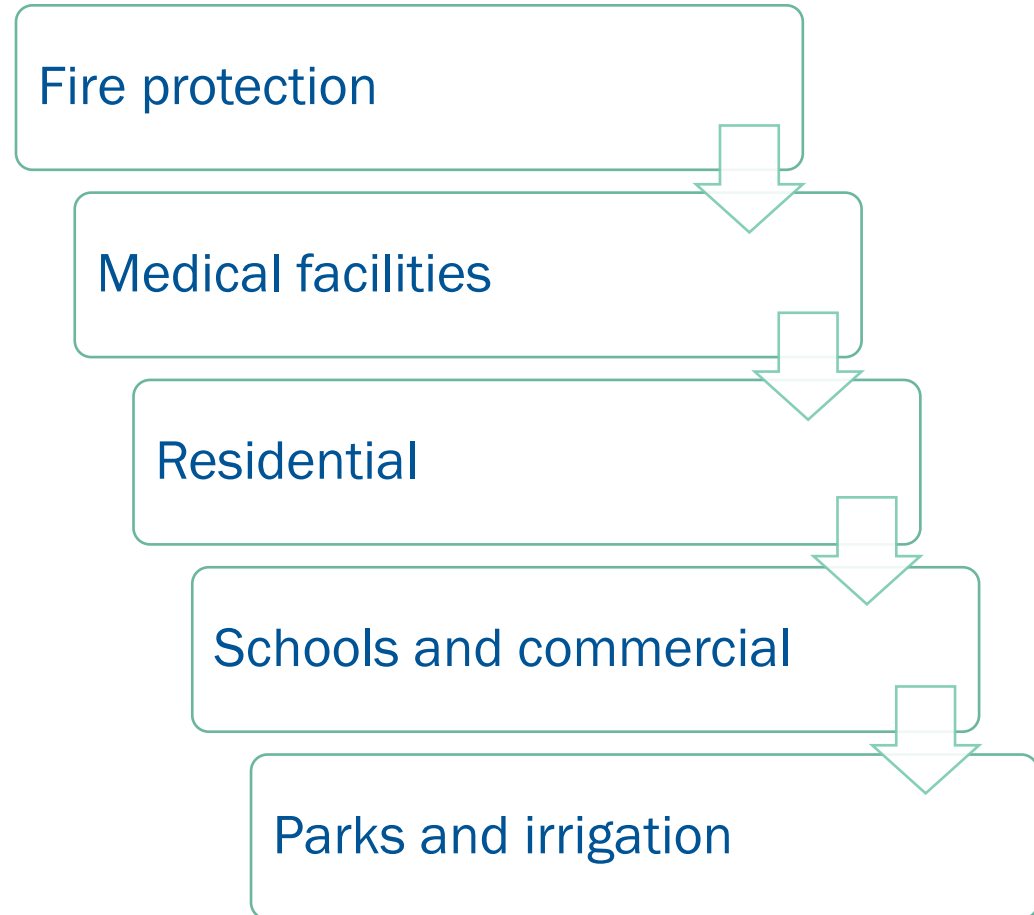 Fire protection
Medical facilities
Residential
Schools and commercial
Parks and irrigation